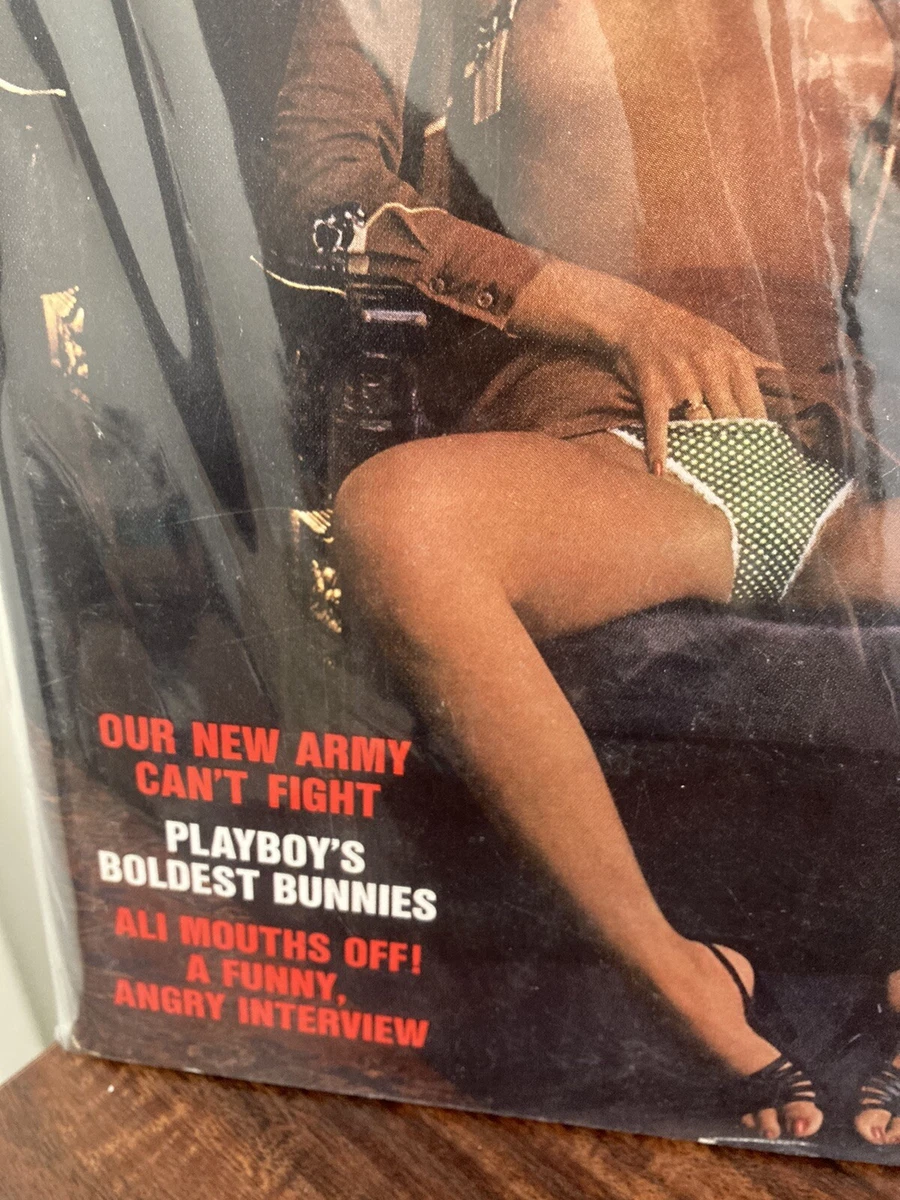 OUR NEW ARMY
CAN'T FIGHT
PLAYBOY'S
BOLDEST BUNNIES
ALI MOUTHS OFF!
A FUNNY,
ANGRY INTERVIEW